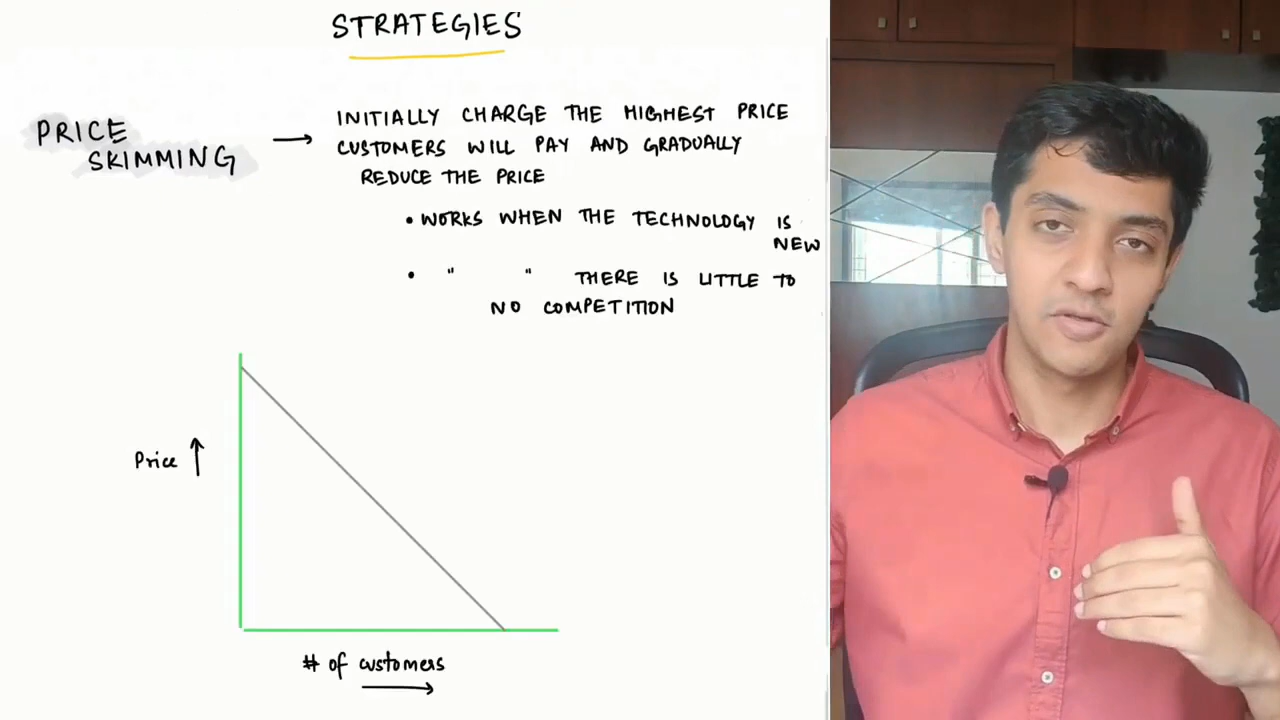 STRATEGIES
PRICE
SKIMMING
→ INITIALLY CHARGE THE HIGHEST PRICE
CUSTOMERS WILL PAY AND GRADUALLY
REDUCE THE PRICE
• WORKS WHEN THE TECHNOLOGY IS
NEW
• " " THERE IS LITTLE TO
NO COMPETITION
Price ↑
# of customers
→